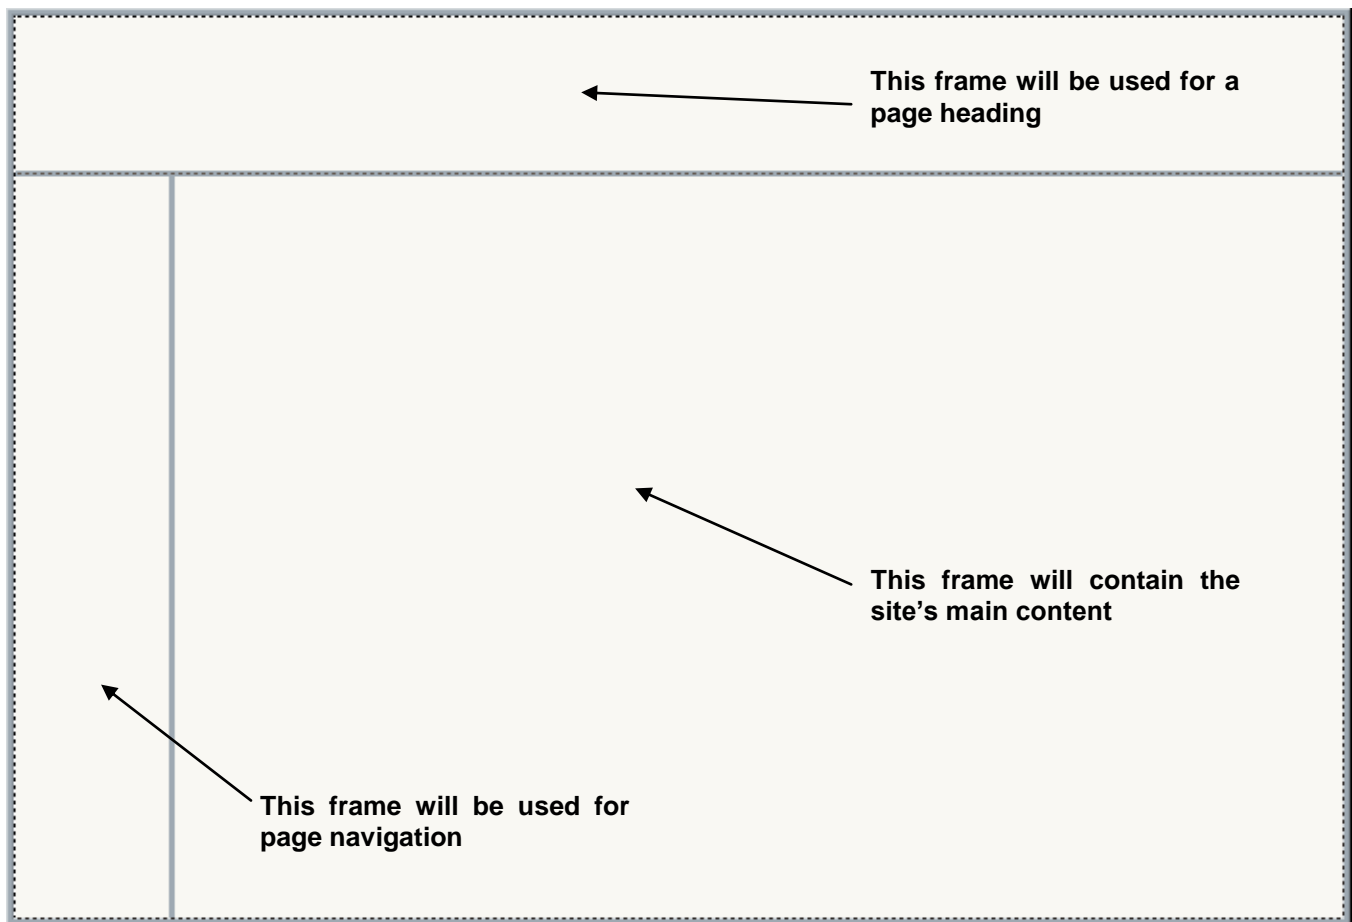 This frame will be used for a
page heading
This frame will contain the
site’s main content
This frame will be used for
page navigation